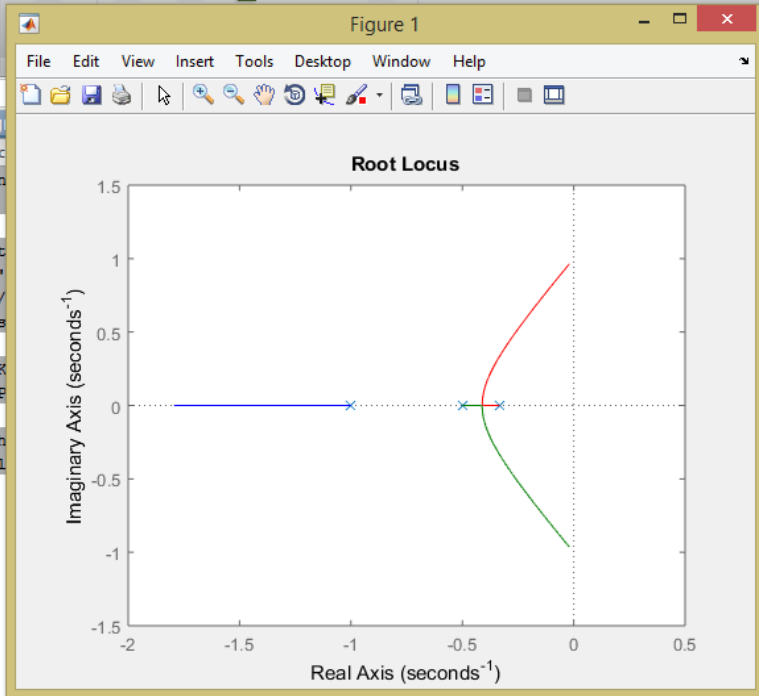 Figure 1
File Edit View Insert Tools Desktop Window Help
Root Locus
1.5
1
0.5
0
-0.5
-1
-1.5
Imaginary Axis (seconds⁻¹)
-2 -1.5 -1 -0.5 0 0.5
Real Axis (seconds⁻¹)